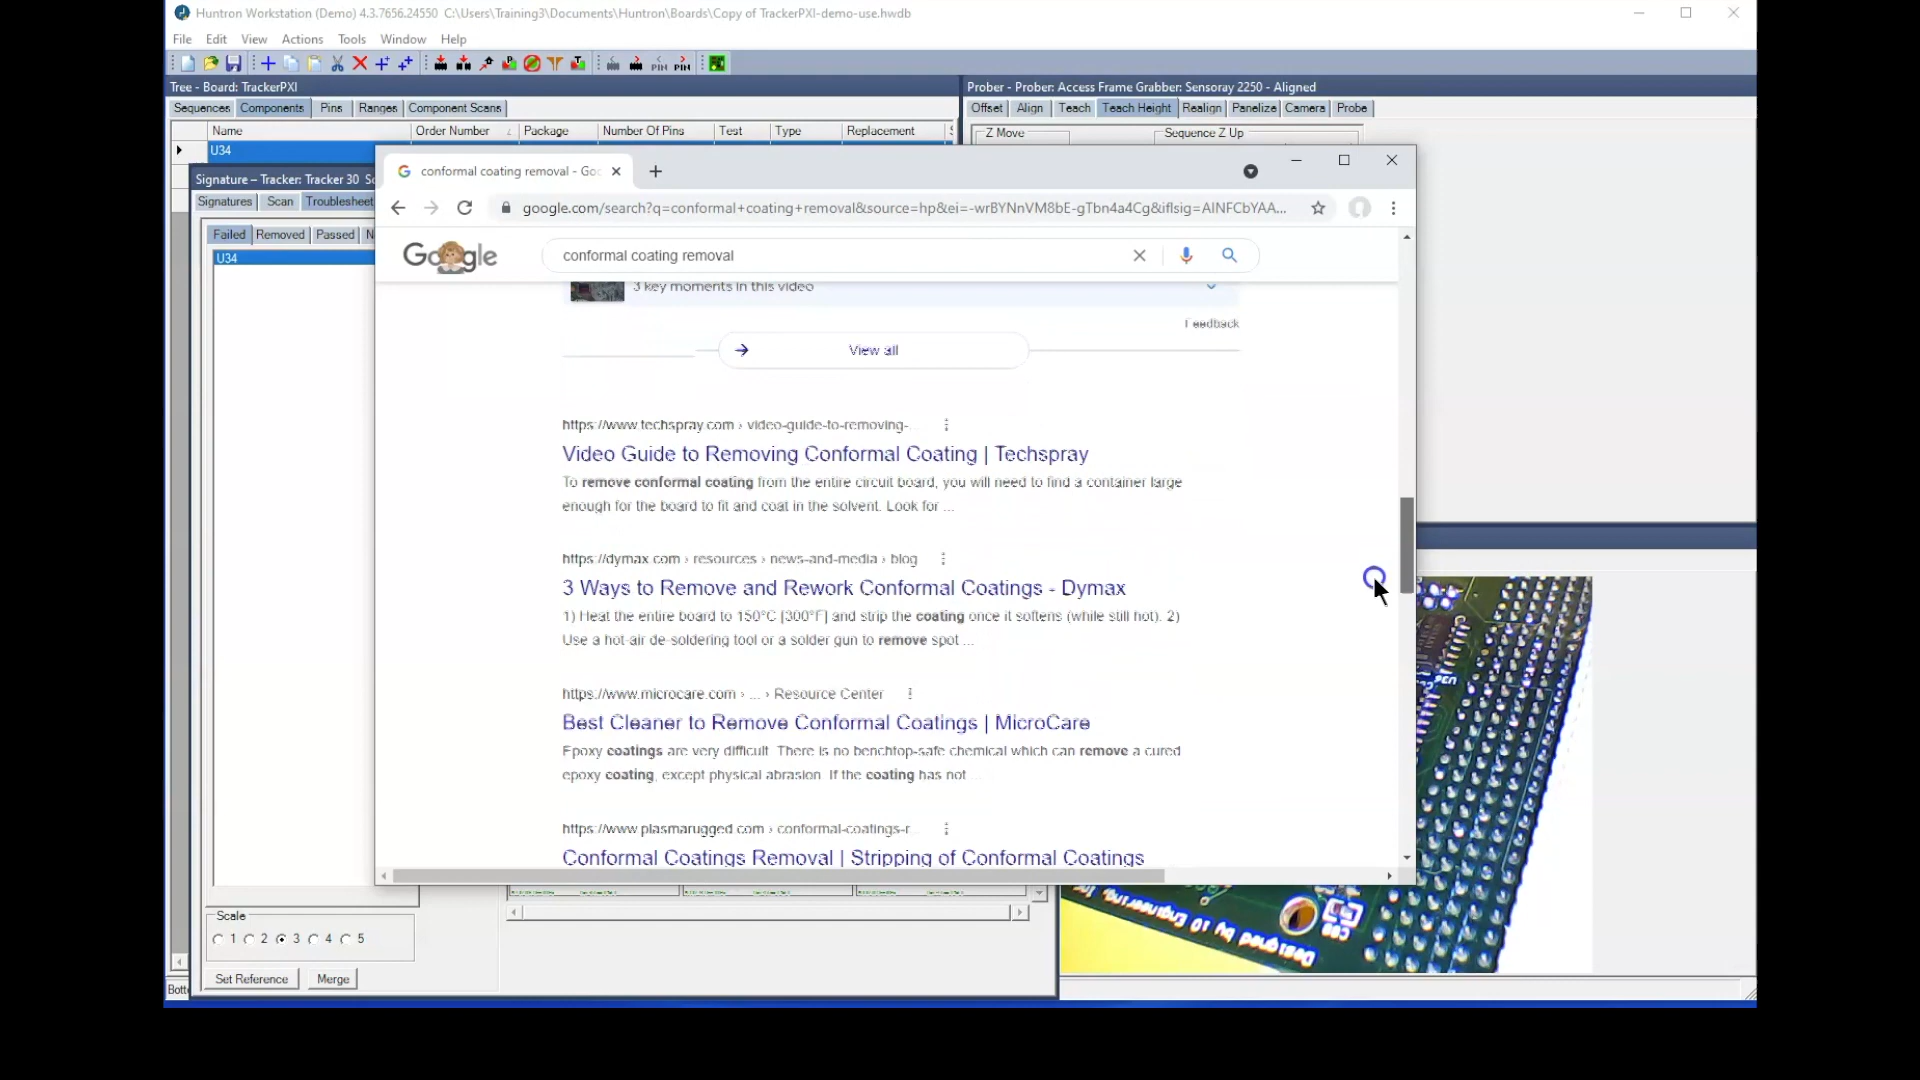 Huntron Workstation (Demo) 4.3.7656.24550 C:\Users\Training3\Documents\Huntron\Boards\Copy of TrackerPXI-demo-use.hwdb
File Edit View Actions Tools Window Help
Tree - Board: TrackerPXI
Prober - Prober: Access Frame Grabber: Sensoray 2250 - Aligned
Sequences Components Pins Ranges Component Scans
Offset Align Teach Teach Height Realign Panelize Camera Probe
Name Order Number Package Number Of Pins Test Type Replacement
Z Move Sequence Z Up
U34
Signature – Tracker: Tracker 30
Signatures Scan Troublesheet
Failed Removed Passed
U34
conformal coating removal - Goo
google.com/search?q=conformal+coating+removal&source=hp&ei=-wrBYNnVM8bE-gTbn4a4Cg&iflsig=AINFCbYAA...
Google
conformal coating removal
3 key moments in this video
Feedback
View all
https://www.techspray.com › video-guide-to-removing-...
Video Guide to Removing Conformal Coating | Techspray
To remove conformal coating from the entire circuit board, you will need to find a container large
enough for the board to fit and coat in the solvent. Look for ...
https://dymax.com › resources › news-and-media › blog
3 Ways to Remove and Rework Conformal Coatings - Dymax
1) Heat the entire board to 150°C [300°F] and strip the coating once it softens (while still hot). 2)
Use a hot-air de-soldering tool or a solder gun to remove spot ...
https://www.microcare.com › ... › Resource Center
Best Cleaner to Remove Conformal Coatings | MicroCare
Epoxy coatings are very difficult. There is no benchtop-safe chemical which can remove a cured
epoxy coating, except physical abrasion. If the coating has not ...
https://www.plasmarugged.com › conformal-coatings-r...
Conformal Coatings Removal | Stripping of Conformal Coatings
Scale
1 2 3 4 5
Set Reference Merge
Designed by IO Engineering, In